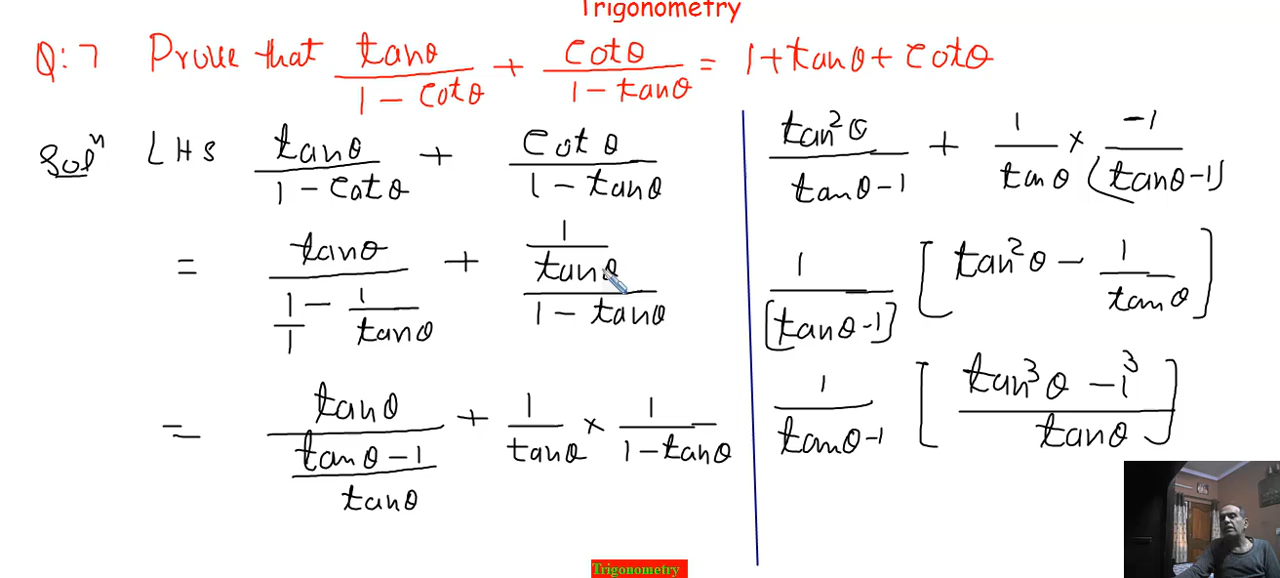 Trigonometry
Q:7 Prove that tanθ/(1 - cotθ) + cotθ/(1 - tanθ) = 1 + tanθ + cotθ
Solⁿ LHS tanθ/(1 - cotθ) + cotθ/(1 - tanθ)
= tanθ/(1/1 - 1/tanθ) + (1/tanθ)/(1 - tanθ)
= tanθ/((tanθ - 1)/tanθ) + 1/tanθ × 1/(1 - tanθ)
tan²θ/(tanθ - 1) + 1/tanθ × -1/(tanθ - 1)
1/(tanθ - 1) [tan²θ - 1/tanθ]
1/(tanθ - 1) [(tan³θ - 1³)/tanθ]
Trigonometry